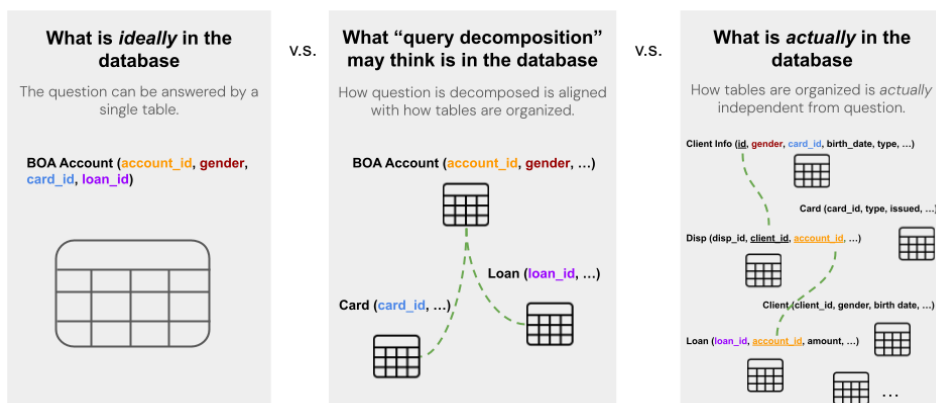 What is ideally in the
database
The question can be answered by a
single table.
BOA Account (account_id, gender,
card_id, loan_id)
v.s.
What “query decomposition”
may think is in the database
How question is decomposed is aligned
with how tables are organized.
BOA Account (account_id, gender, …)
Loan (loan_id, …)
Card (card_id, …)
v.s.
What is actually in the
database
How tables are organized is actually
independent from question.
Client Info (id, gender, card_id, birth_date, type, …)
Card (card_id, type, issued, …)
Disp (disp_id, client_id, account_id, …)
Client (client_id, gender, birth date, …)
Loan (loan_id, account_id, amount, …)
…